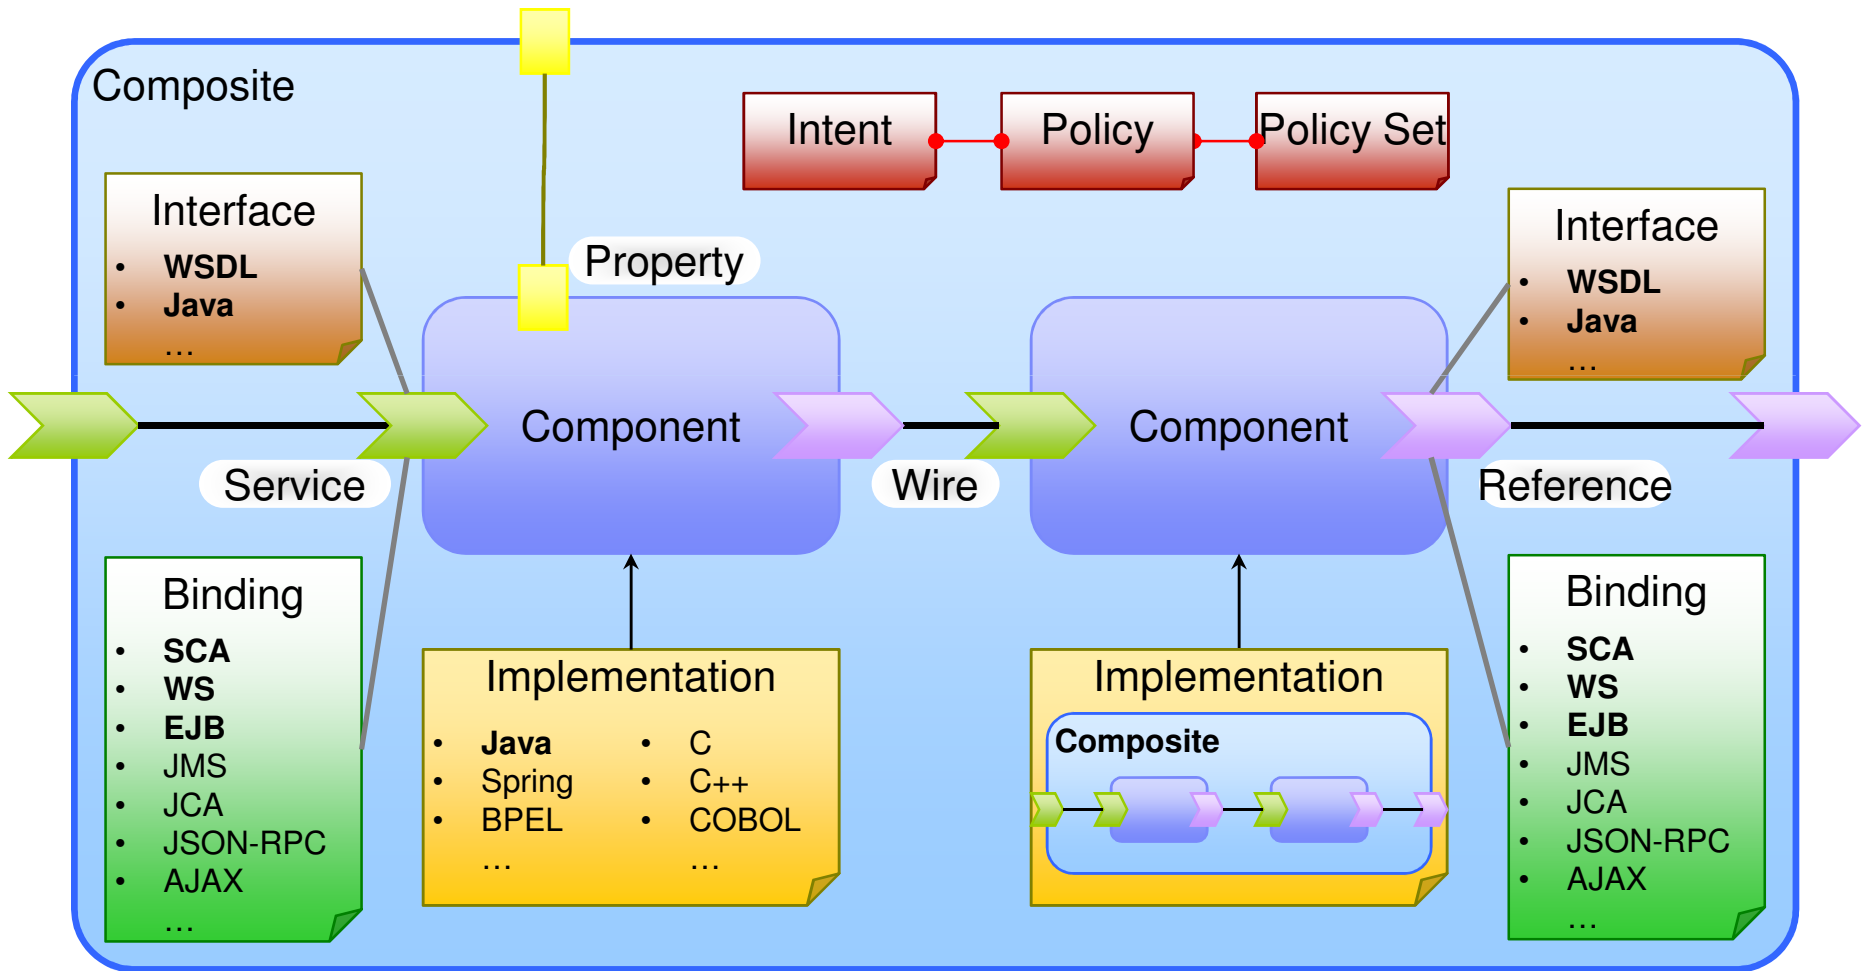 Composite
Intent
Policy
Policy Set
Interface
• WSDL
• Java
…
Property
Interface
• WSDL
• Java
…
Component
Component
Service
Wire
Reference
Binding
• SCA
• WS
• EJB
• JMS
• JCA
• JSON-RPC
• AJAX
…
Implementation
• Java
• Spring
• BPEL
…
• C
• C++
• COBOL
…
Implementation
Composite
Binding
• SCA
• WS
• EJB
• JMS
• JCA
• JSON-RPC
• AJAX
…